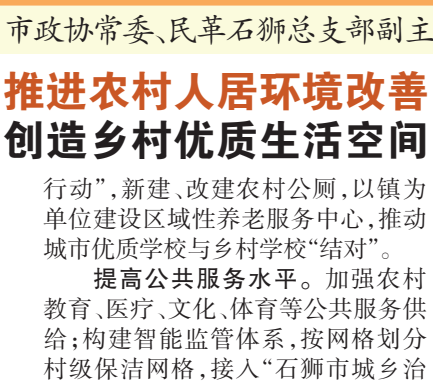 市政协常委、民革石狮总支部副主
推进农村人居环境改善
创造乡村优质生活空间
行动”，新建、改建农村公厕，以镇为
单位建设区域性养老服务中心，推动
城市优质学校与乡村学校“结对”。
提高公共服务水平。加强农村
教育、医疗、文化、体育等公共服务供
给；构建智能监管体系，按网格划分
村级保洁网格，接入“石狮市城乡治